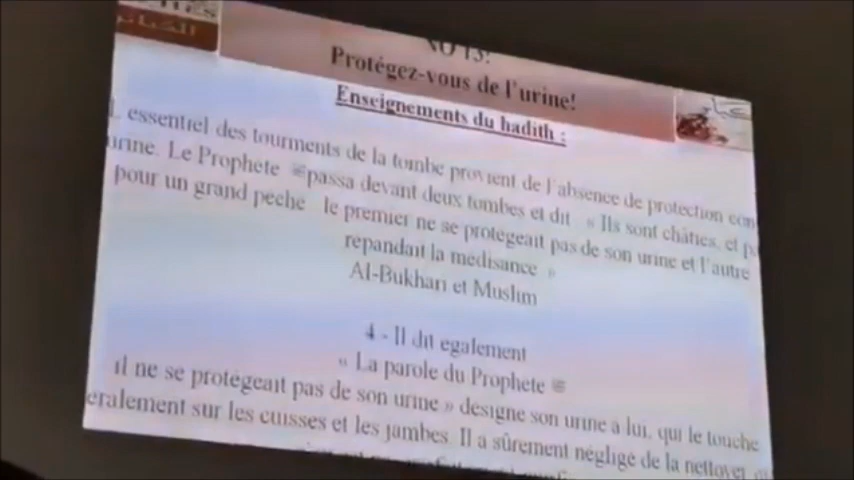 الكبائر
NO 13:
Protégez-vous de l'urine!
Enseignements du hadith :
L essentiel des tourments de la tombe provient de l'absence de protection con
urine. Le Prophète ﷺ passa devant deux tombes et dit « Ils sont châtiés, et pa
pour un grand péché le premier ne se protégeait pas de son urine et l'autre
répandait la médisance »
Al-Bukhari et Muslim
4 - Il dit également
« La parole du Prophète ﷺ
il ne se protégeait pas de son urine » désigne son urine à lui, qui le touche
éralement sur les cuisses et les jambes. Il a sûrement négligé de la nettoyer